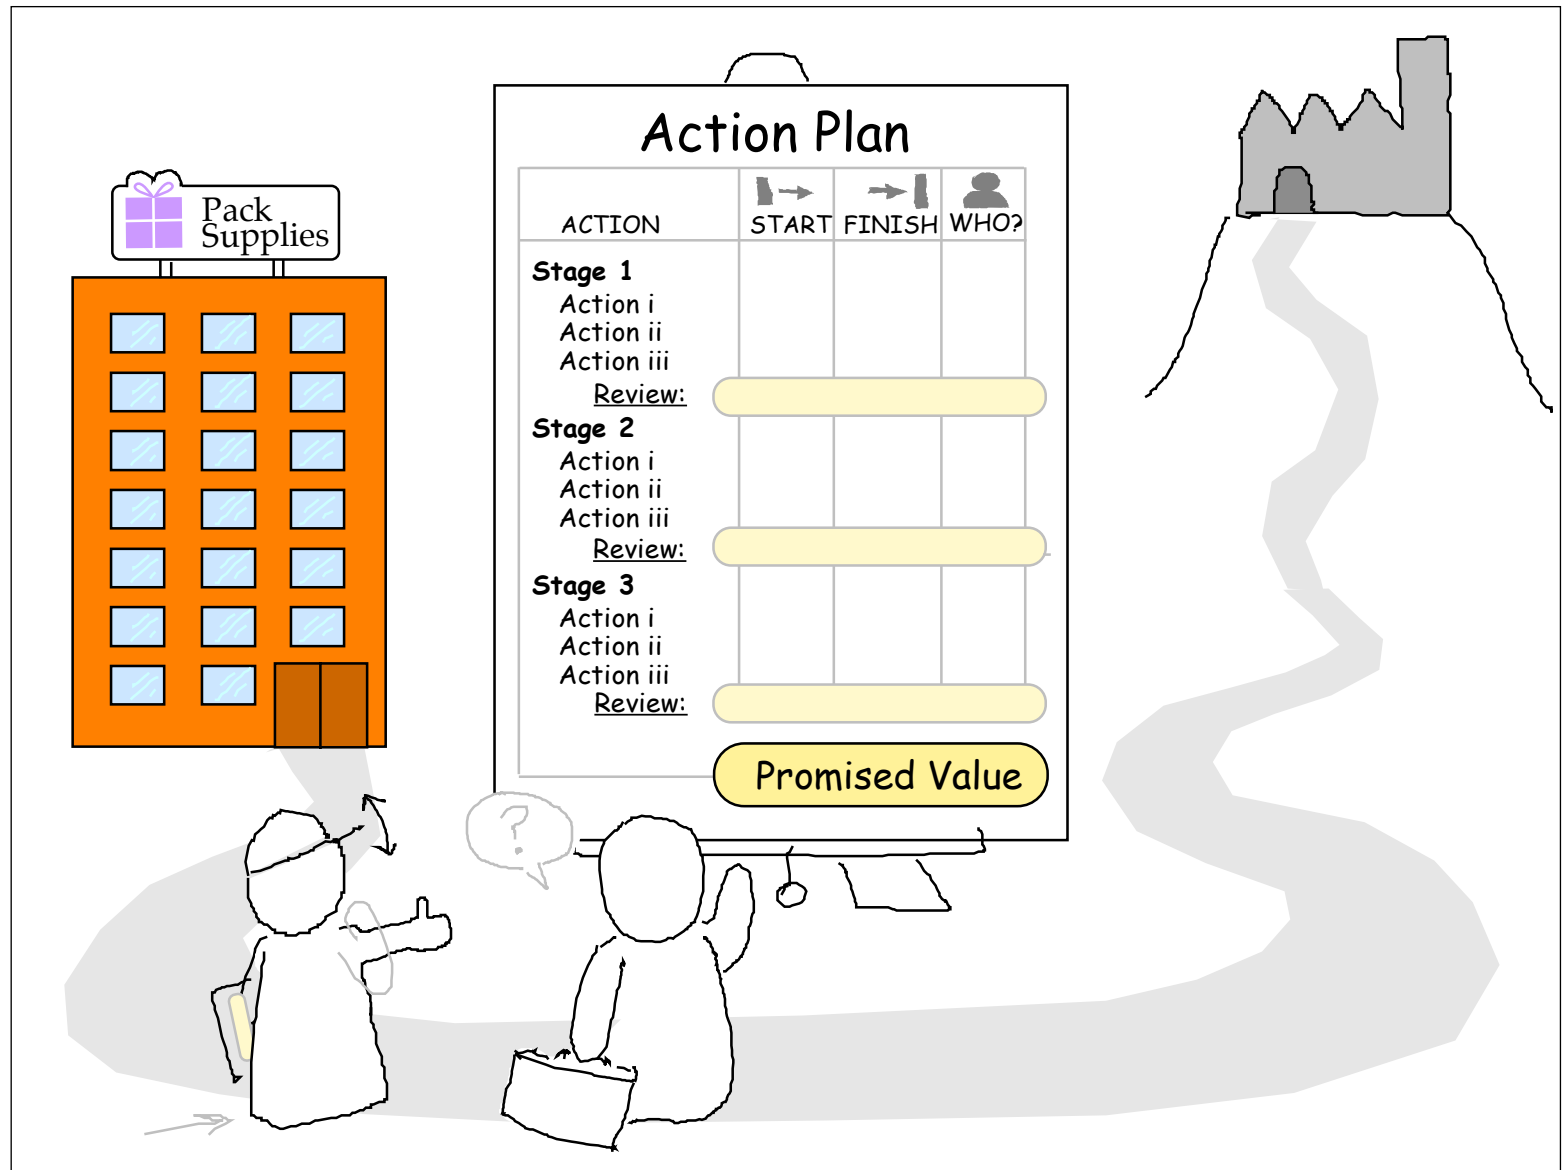 Pack
Supplies
Action Plan
ACTION START FINISH WHO?
Stage 1
Action i
Action ii
Action iii
Review:
Stage 2
Action i
Action ii
Action iii
Review:
Stage 3
Action i
Action ii
Action iii
Review:
Promised Value
?